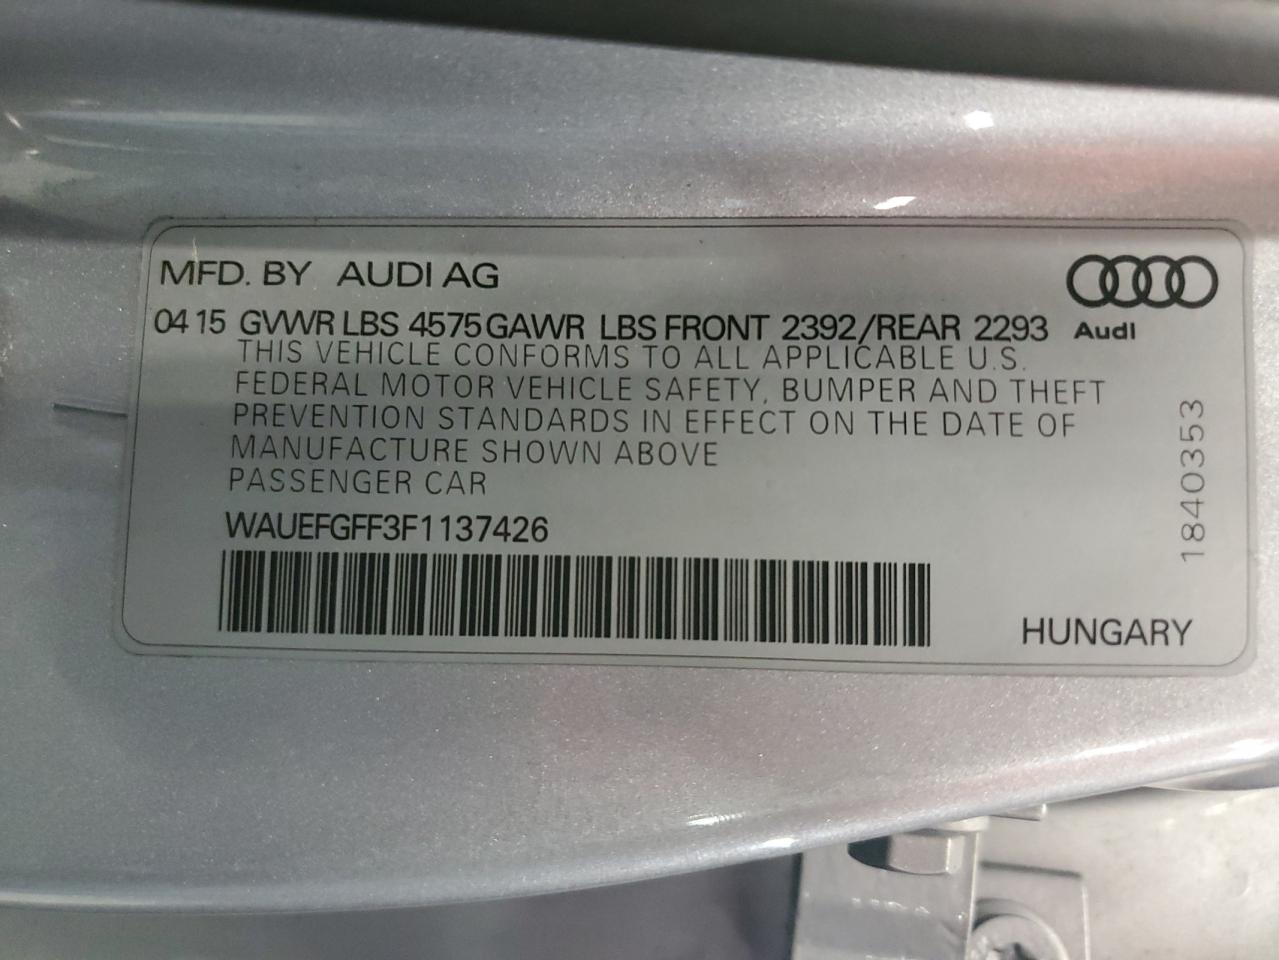 MFD. BY AUDI AG
04 15 GVWR LBS 4575 GAWR LBS FRONT 2392/REAR 2293
Audi
THIS VEHICLE CONFORMS TO ALL APPLICABLE U.S.
FEDERAL MOTOR VEHICLE SAFETY, BUMPER AND THEFT
PREVENTION STANDARDS IN EFFECT ON THE DATE OF
MANUFACTURE SHOWN ABOVE
PASSENGER CAR
WAUEFGFF3F1137426
HUNGARY
1840353